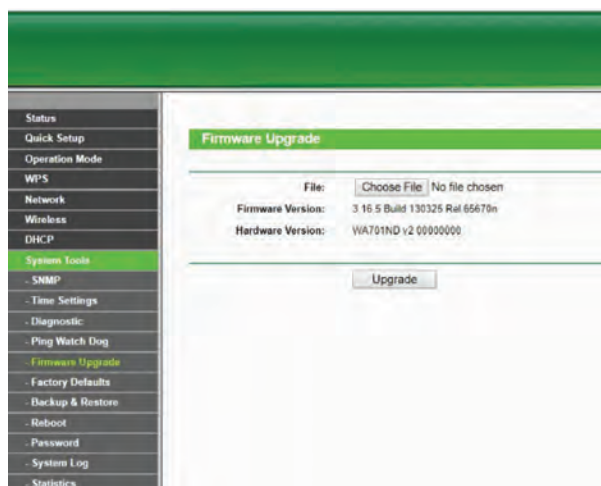 Status
Quick Setup
Operation Mode
WPS
Network
Wireless
DHCP
System Tools
- SNMP
- Time Settings
- Diagnostic
- Ping Watch Dog
- Firmware Upgrade
- Factory Defaults
- Backup & Restore
- Reboot
- Password
- System Log
- Statistics
Firmware Upgrade
File: Choose File No file chosen
Firmware Version: 3.16.5 Build 130325 Rel.65670n
Hardware Version: WA701ND v2 00000000
Upgrade